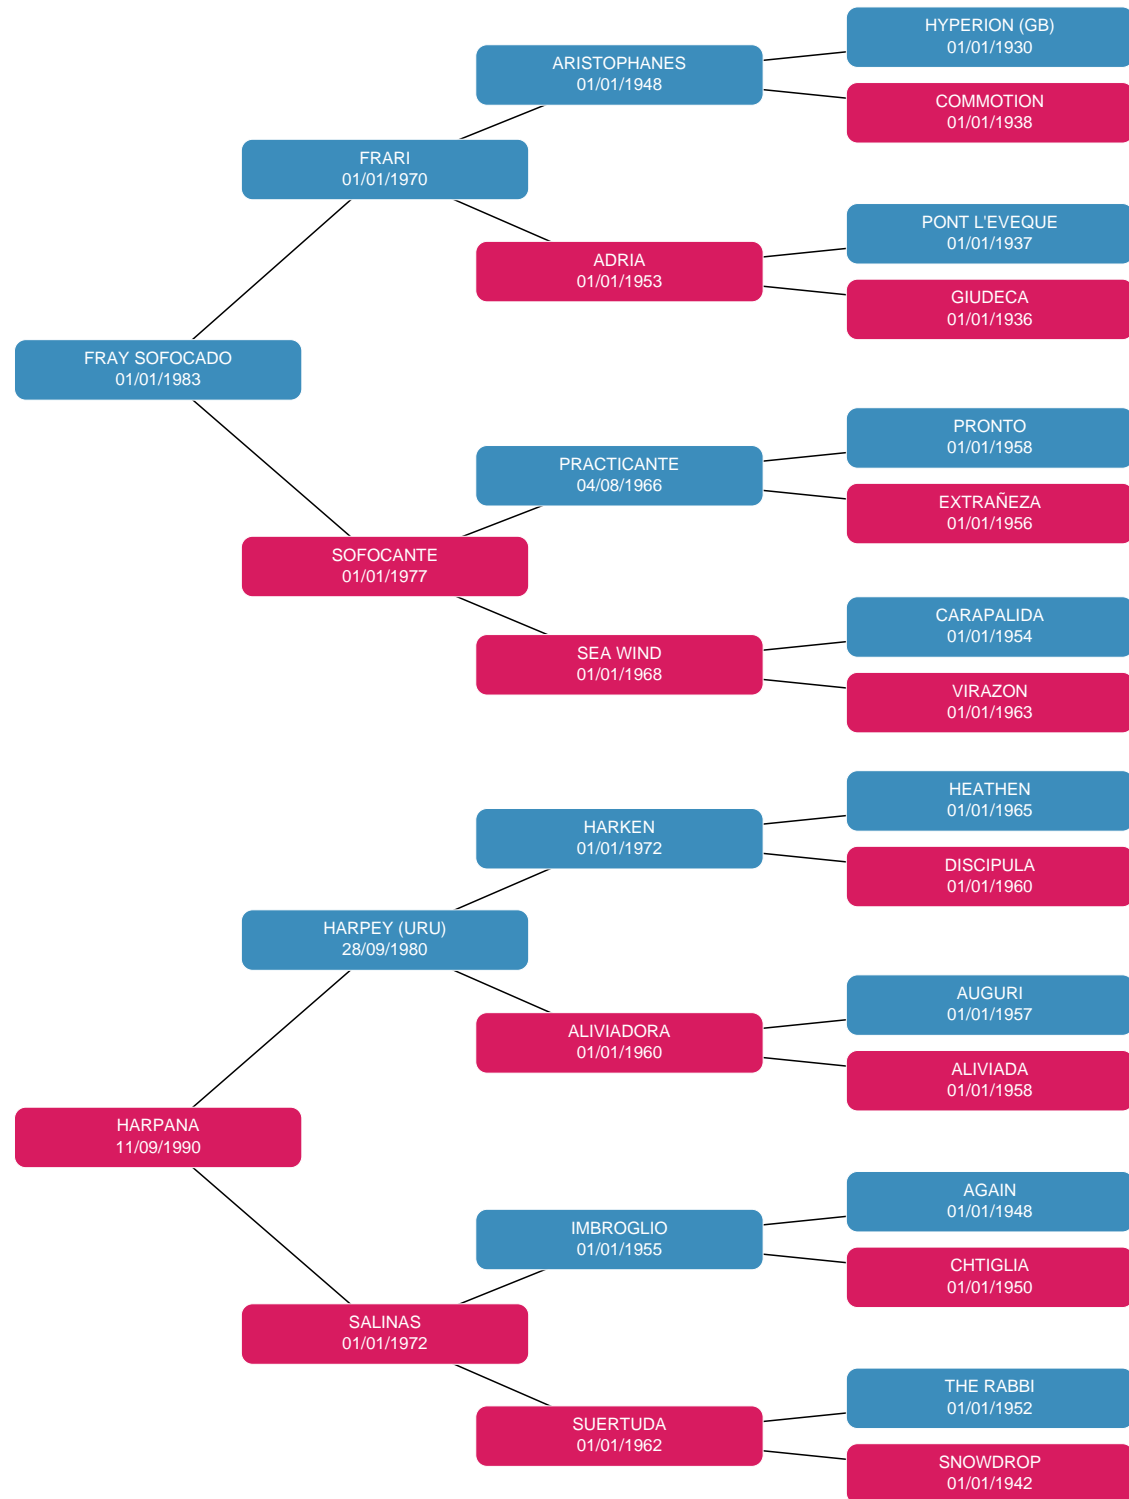 HYPERION (GB)
01/01/1930
ARISTOPHANES
01/01/1948
COMMOTION
01/01/1938
FRARI
01/01/1970
PONT L'EVEQUE
01/01/1937
ADRIA
01/01/1953
GIUDECA
01/01/1936
FRAY SOFOCADO
01/01/1983
PRONTO
01/01/1958
PRACTICANTE
04/08/1966
EXTRAÑEZA
01/01/1956
SOFOCANTE
01/01/1977
CARAPALIDA
01/01/1954
SEA WIND
01/01/1968
VIRAZON
01/01/1963
HEATHEN
01/01/1965
HARKEN
01/01/1972
DISCIPULA
01/01/1960
HARPEY (URU)
28/09/1980
AUGURI
01/01/1957
ALIVIADORA
01/01/1960
ALIVIADA
01/01/1958
HARPANA
11/09/1990
AGAIN
01/01/1948
IMBROGLIO
01/01/1955
CHTIGLIA
01/01/1950
SALINAS
01/01/1972
THE RABBI
01/01/1952
SUERTUDA
01/01/1962
SNOWDROP
01/01/1942